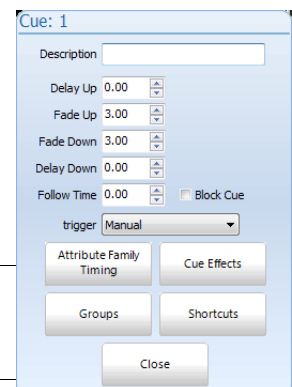 Cue: 1
Description
Delay Up 0.00
Fade Up 3.00
Fade Down 3.00
Delay Down 0.00
Follow Time 0.00 Block Cue
trigger Manual
Attribute Family
Timing
Cue Effects
Groups Shortcuts
Close